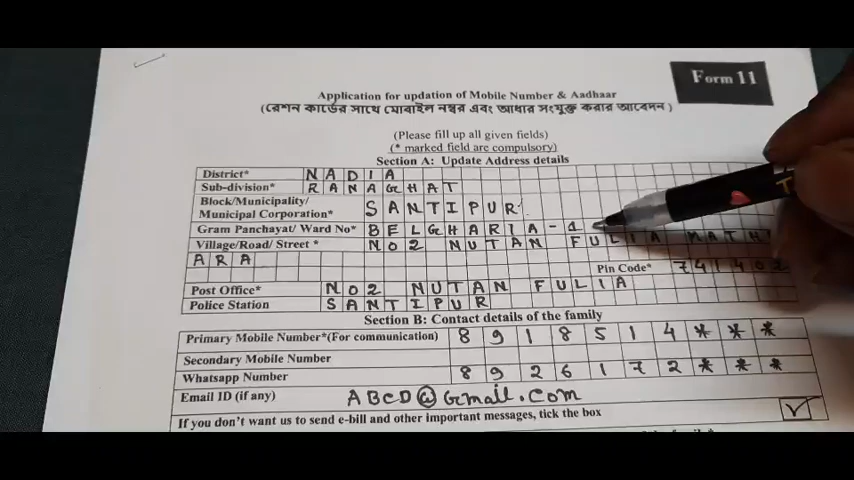 Form 11
Application for updation of Mobile Number & Aadhaar
(রেশন কার্ডের সাথে মোবাইল নম্বর এবং আধার সংযুক্ত করার আবেদন)
(Please fill up all given fields)
(* marked field are compulsory)
Section A: Update Address details
District* NADIA
Sub-division* RANAGHAT
Block/Municipality/
Municipal Corporation* SANTIPUR
Gram Panchayat/ Ward No* BELGHARIA-1
Village/Road/ Street * NO2 NUTAN FULIA MATH
ARA
Pin Code* 741402
Post Office* NO2 NUTAN FULIA
Police Station SANTIPUR
Section B: Contact details of the family
Primary Mobile Number*(For communication) 8918514***
Secondary Mobile Number
Whatsapp Number 8926172***
Email ID (if any) ABCD@Gmail.com
If you don't want us to send e-bill and other important messages, tick the box